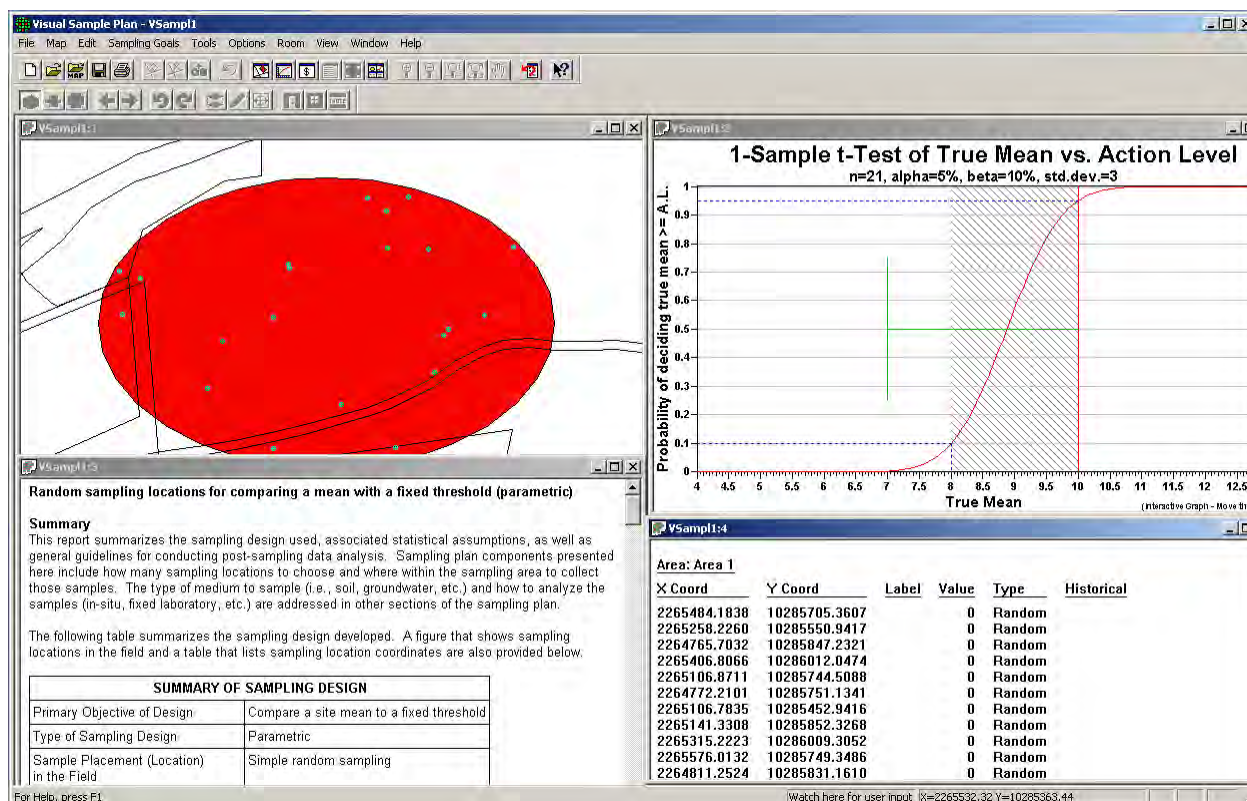 Visual Sample Plan - VSampl1
File Map Edit Sampling Goals Tools Options Room View Window Help
MAP
VSampl1:1
VSampl1:2
1-Sample t-Test of True Mean vs. Action Level
n=21, alpha=5%, beta=10%, std.dev.=3
Probability of deciding true mean >= A.L.
1
0.9
0.8
0.7
0.6
0.5
0.4
0.3
0.2
0.1
0
4 4.5 5 5.5 6 6.5 7 7.5 8 8.5 9 9.5 10 10.5 11 11.5 12 12.5
True Mean
(Interactive Graph - Move th
VSampl1:3
Random sampling locations for comparing a mean with a fixed threshold (parametric)
Summary
This report summarizes the sampling design used, associated statistical assumptions, as well as
general guidelines for conducting post-sampling data analysis. Sampling plan components presented
here include how many sampling locations to choose and where within the sampling area to collect
those samples. The type of medium to sample (i.e., soil, groundwater, etc.) and how to analyze the
samples (in-situ, fixed laboratory, etc.) are addressed in other sections of the sampling plan.
The following table summarizes the sampling design developed. A figure that shows sampling
locations in the field and a table that lists sampling location coordinates are also provided below.
SUMMARY OF SAMPLING DESIGN
Primary Objective of Design Compare a site mean to a fixed threshold
Type of Sampling Design Parametric
Sample Placement (Location) Simple random sampling
in the Field
VSampl1:4
Area: Area 1
X Coord Y Coord Label Value Type Historical
2265484.1838 10285705.3607 0 Random
2265258.2260 10285550.9417 0 Random
2264765.7032 10285847.2321 0 Random
2265406.8066 10286012.0474 0 Random
2265106.8711 10285744.5088 0 Random
2264772.2101 10285751.1341 0 Random
2265106.7835 10285452.9416 0 Random
2265141.3308 10285852.3268 0 Random
2265315.2223 10286009.3052 0 Random
2265576.0132 10285749.3486 0 Random
2264811.2524 10285831.1610 0 Random
For Help, press F1
Watch here for user input X=2265532.32 Y=10285363.44